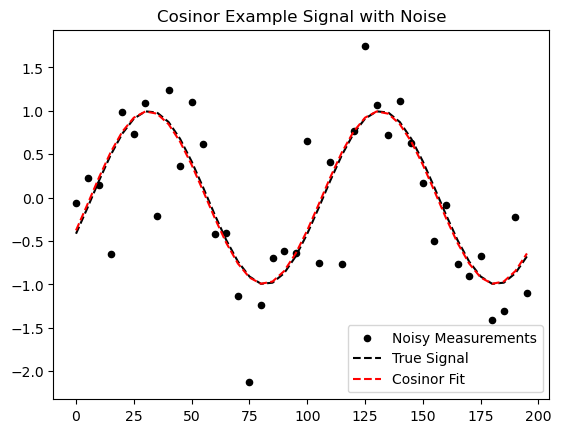 Cosinor Example Signal with Noise
1.5
1.0
0.5
0.0
−0.5
−1.0
−1.5
−2.0
Noisy Measurements
True Signal
Cosinor Fit
0 25 50 75 100 125 150 175 200